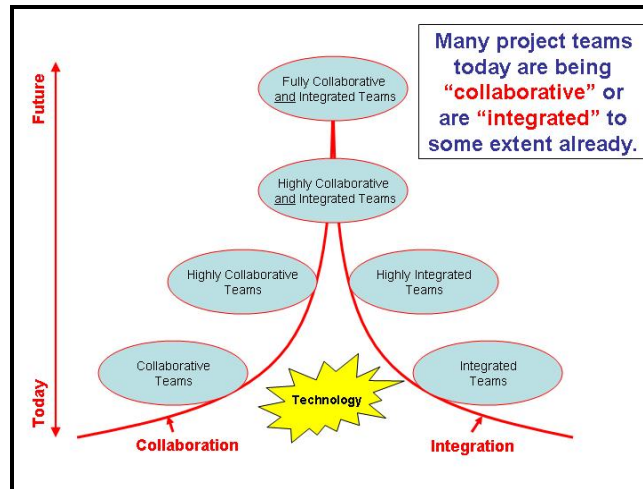 Many project teams
today are being
“collaborative” or
are “integrated” to
some extent already.
Future
Fully Collaborative
and Integrated Teams
Highly Collaborative
and Integrated Teams
Highly Collaborative
Teams
Highly Integrated
Teams
Collaborative
Teams
Technology
Integrated
Teams
Today
Collaboration
Integration